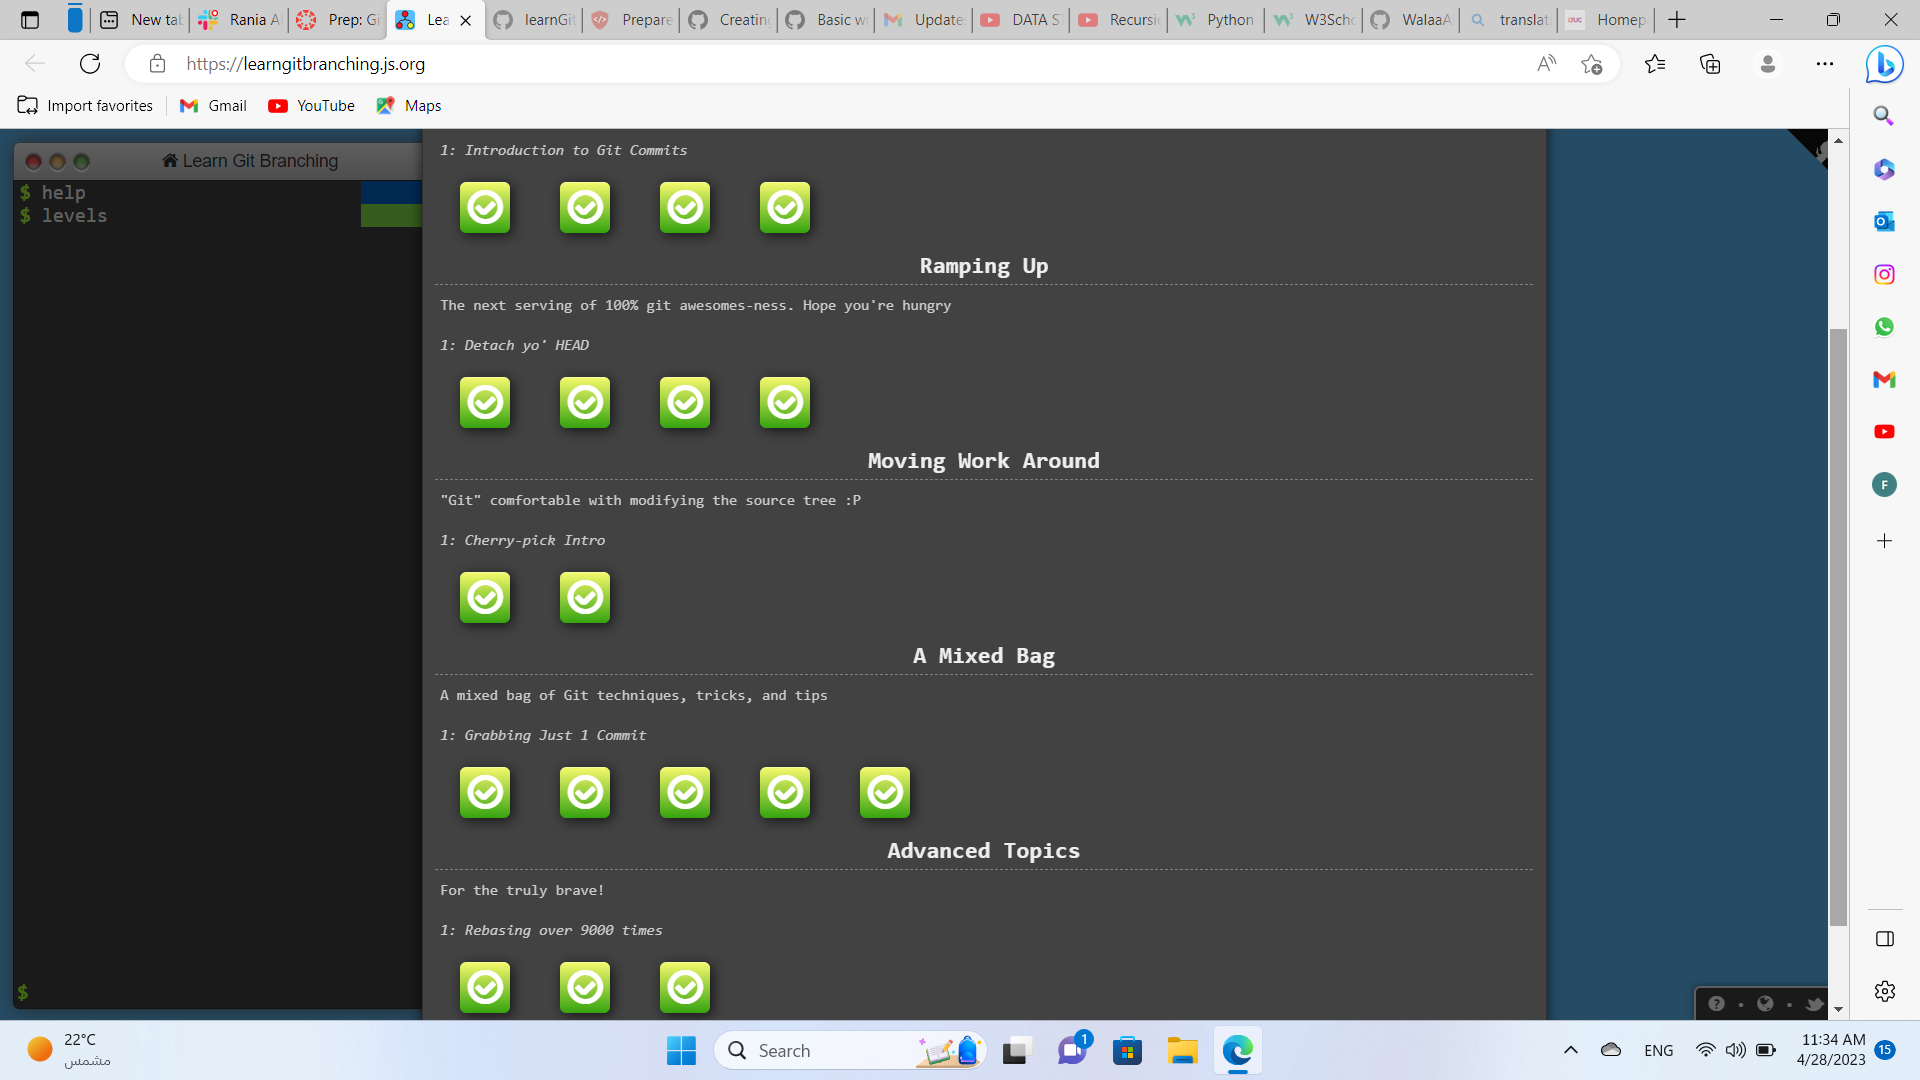 New tab
Rania A
Prep: Gi
Lea
learnGit
Prepare
Creating
Basic w
Update
DATA S
Recursi
Python
W3Scho
WalaaA
translat
Homep
https://learngitbranching.js.org
Import favorites
Gmail
YouTube
Maps
Learn Git Branching
$ help
$ levels
$
1: Introduction to Git Commits
Ramping Up
The next serving of 100% git awesomes-ness. Hope you're hungry
1: Detach yo' HEAD
Moving Work Around
"Git" comfortable with modifying the source tree :P
1: Cherry-pick Intro
A Mixed Bag
A mixed bag of Git techniques, tricks, and tips
1: Grabbing Just 1 Commit
Advanced Topics
For the truly brave!
1: Rebasing over 9000 times
F
22°C
مشمس
Search
1
ENG
11:34 AM
4/28/2023
15